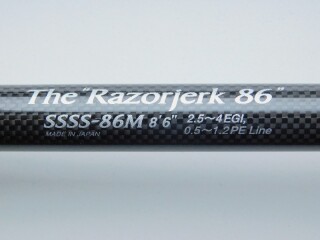 The "Razorjerk 86"
SSSS-86M 8'6" 2.5~4EGI,
MADE IN JAPAN 0.5~1.2PE Line